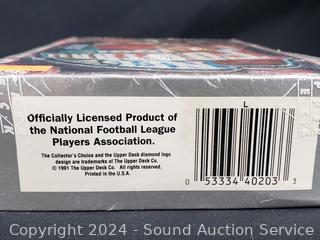 Officially Licensed Product of
the National Football League
Players Association.
The Collector's Choice and the Upper Deck diamond logo
design are trademarks of The Upper Deck Co.
© 1991 The Upper Deck Co. All rights reserved.
Printed in the U.S.A.
L
0 53334 40203 3
Copyright 2024 - Sound Auction Service